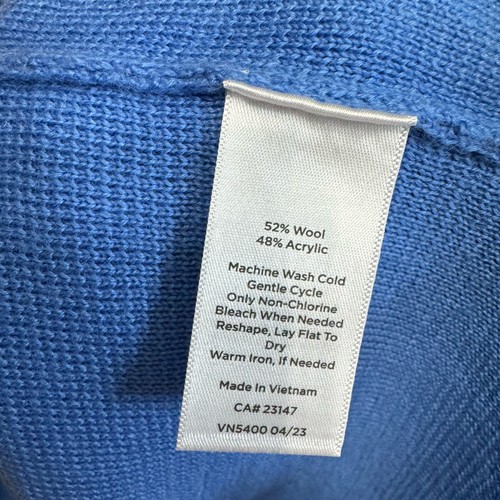 52% Wool
48% Acrylic
Machine Wash Cold
Gentle Cycle
Only Non-Chlorine
Bleach When Needed
Reshape, Lay Flat To
Dry
Warm Iron, If Needed
Made In Vietnam
CA# 23147
VN5400 04/23